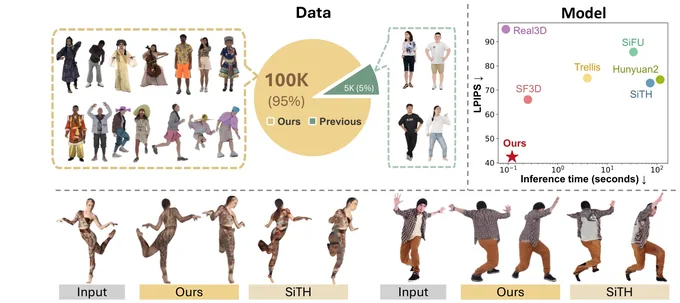 Data
100K
(95%)
5K (5%)
Ours
Previous
Model
LPIPS ↓
90
80
70
60
50
40
Real3D
SiFU
Trellis
Hunyuan2
SF3D
SiTH
Ours
10⁻¹
10⁰
10¹
10²
Inference time (seconds) ↓
Input
Ours
SiTH
Input
Ours
SiTH